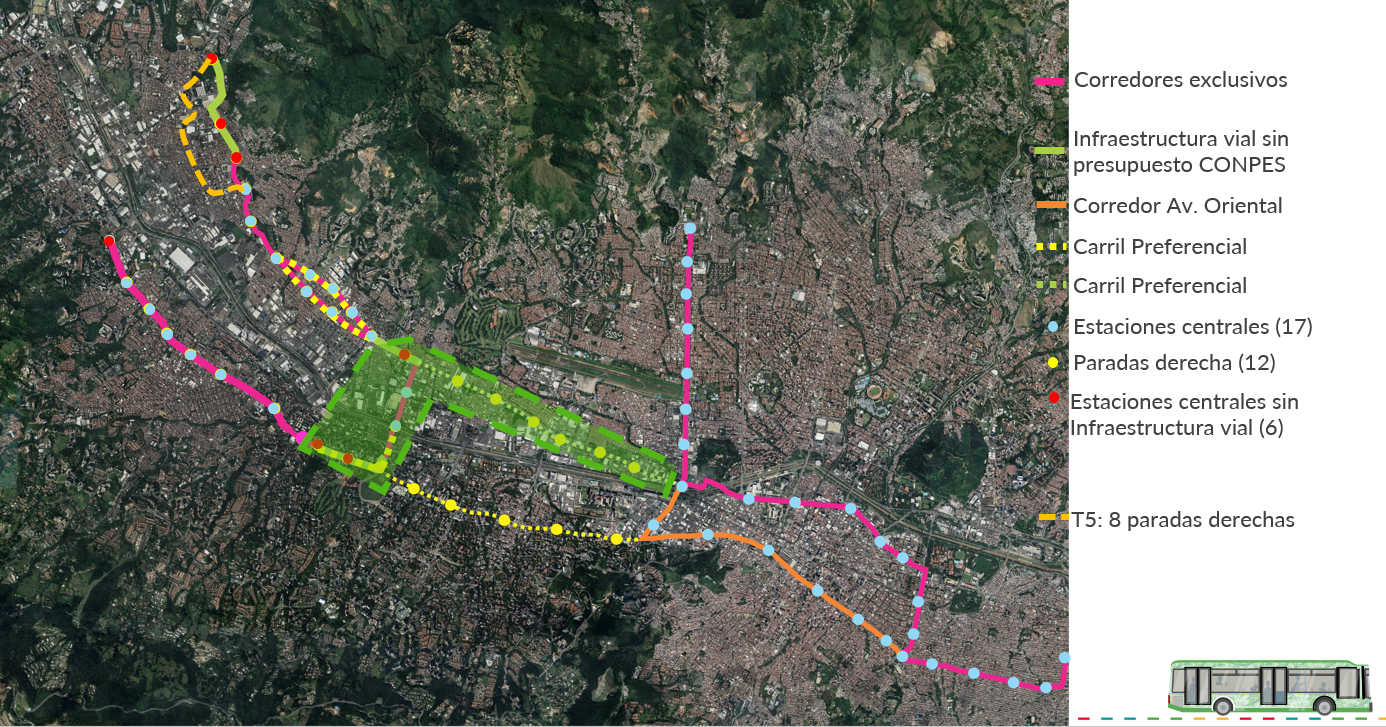 Corredores exclusivos
Infraestructura vial sin
presupuesto CONPES
Corredor Av. Oriental
Carril Preferencial
Carril Preferencial
Estaciones centrales (17)
Paradas derecha (12)
Estaciones centrales sin
Infraestructura vial (6)
T5: 8 paradas derechas